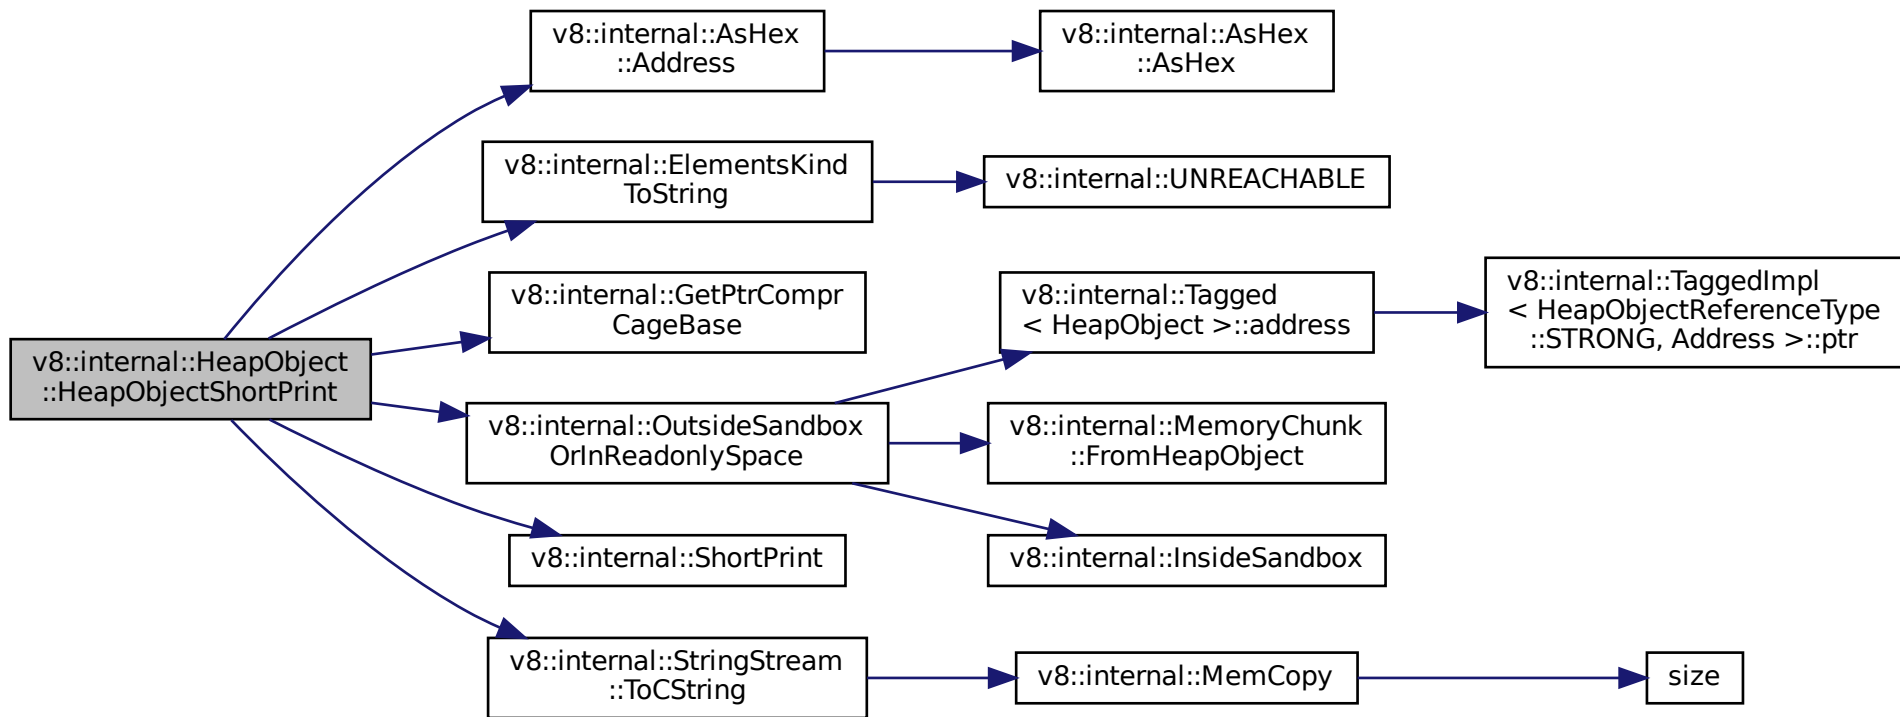 v8::internal::HeapObject
::HeapObjectShortPrint
v8::internal::AsHex
::Address
v8::internal::AsHex
::AsHex
v8::internal::ElementsKind
ToString
v8::internal::UNREACHABLE
v8::internal::GetPtrCompr
CageBase
v8::internal::OutsideSandbox
OrInReadonlySpace
v8::internal::Tagged
< HeapObject >::address
v8::internal::TaggedImpl
< HeapObjectReferenceType
::STRONG, Address >::ptr
v8::internal::MemoryChunk
::FromHeapObject
v8::internal::InsideSandbox
v8::internal::ShortPrint
v8::internal::StringStream
::ToCString
v8::internal::MemCopy
size